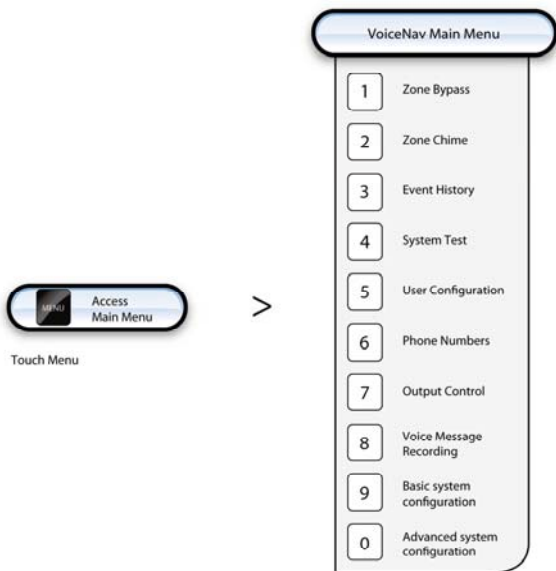 VoiceNav Main Menu
1 Zone Bypass
2 Zone Chime
3 Event History
4 System Test
5 User Configuration
6 Phone Numbers
7 Output Control
8 Voice Message
Recording
9 Basic system
configuration
0 Advanced system
configuration
MENU Access
Main Menu
>
Touch Menu